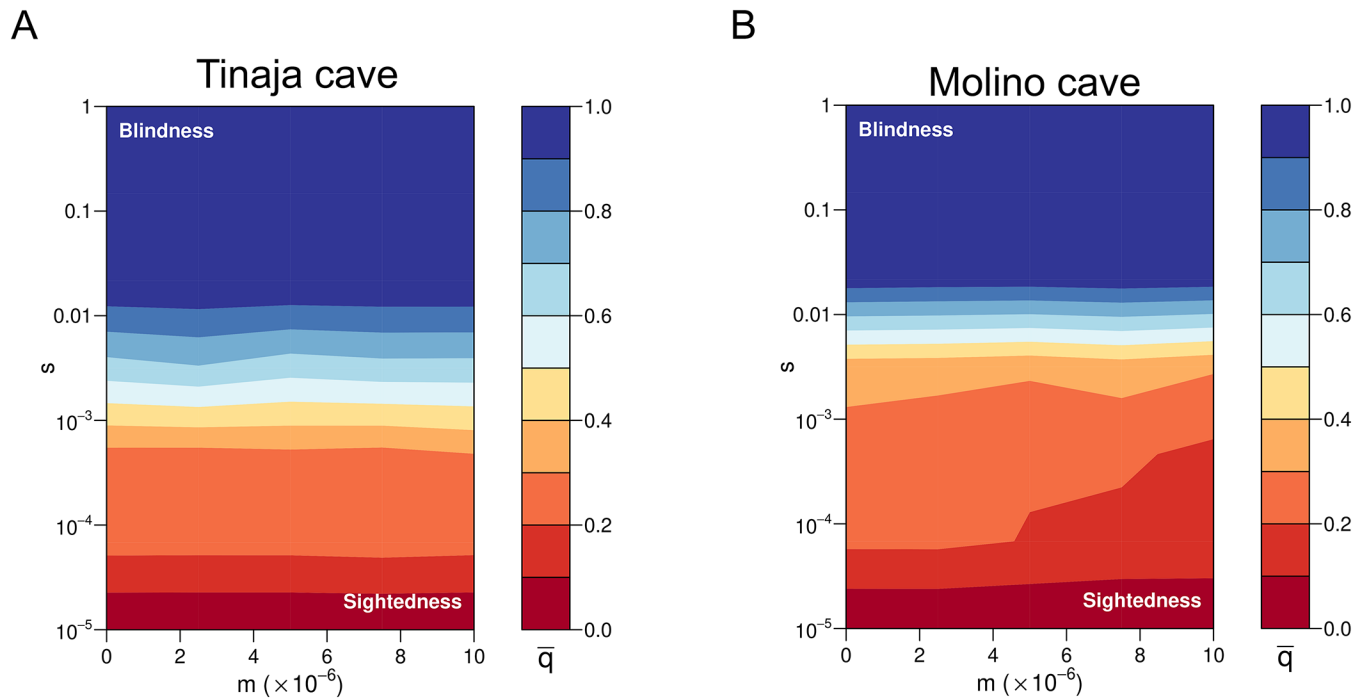 A
Tinaja cave
Blindness
Sightedness
1
0.1
0.01
10⁻³
10⁻⁴
10⁻⁵
s
0
2
4
6
8
10
m (×10⁻⁶)
1.0
0.8
0.6
0.4
0.2
0.0
q̅
B
Molino cave
Blindness
Sightedness
1
0.1
0.01
10⁻³
10⁻⁴
10⁻⁵
s
0
2
4
6
8
10
m (×10⁻⁶)
1.0
0.8
0.6
0.4
0.2
0.0
q̅